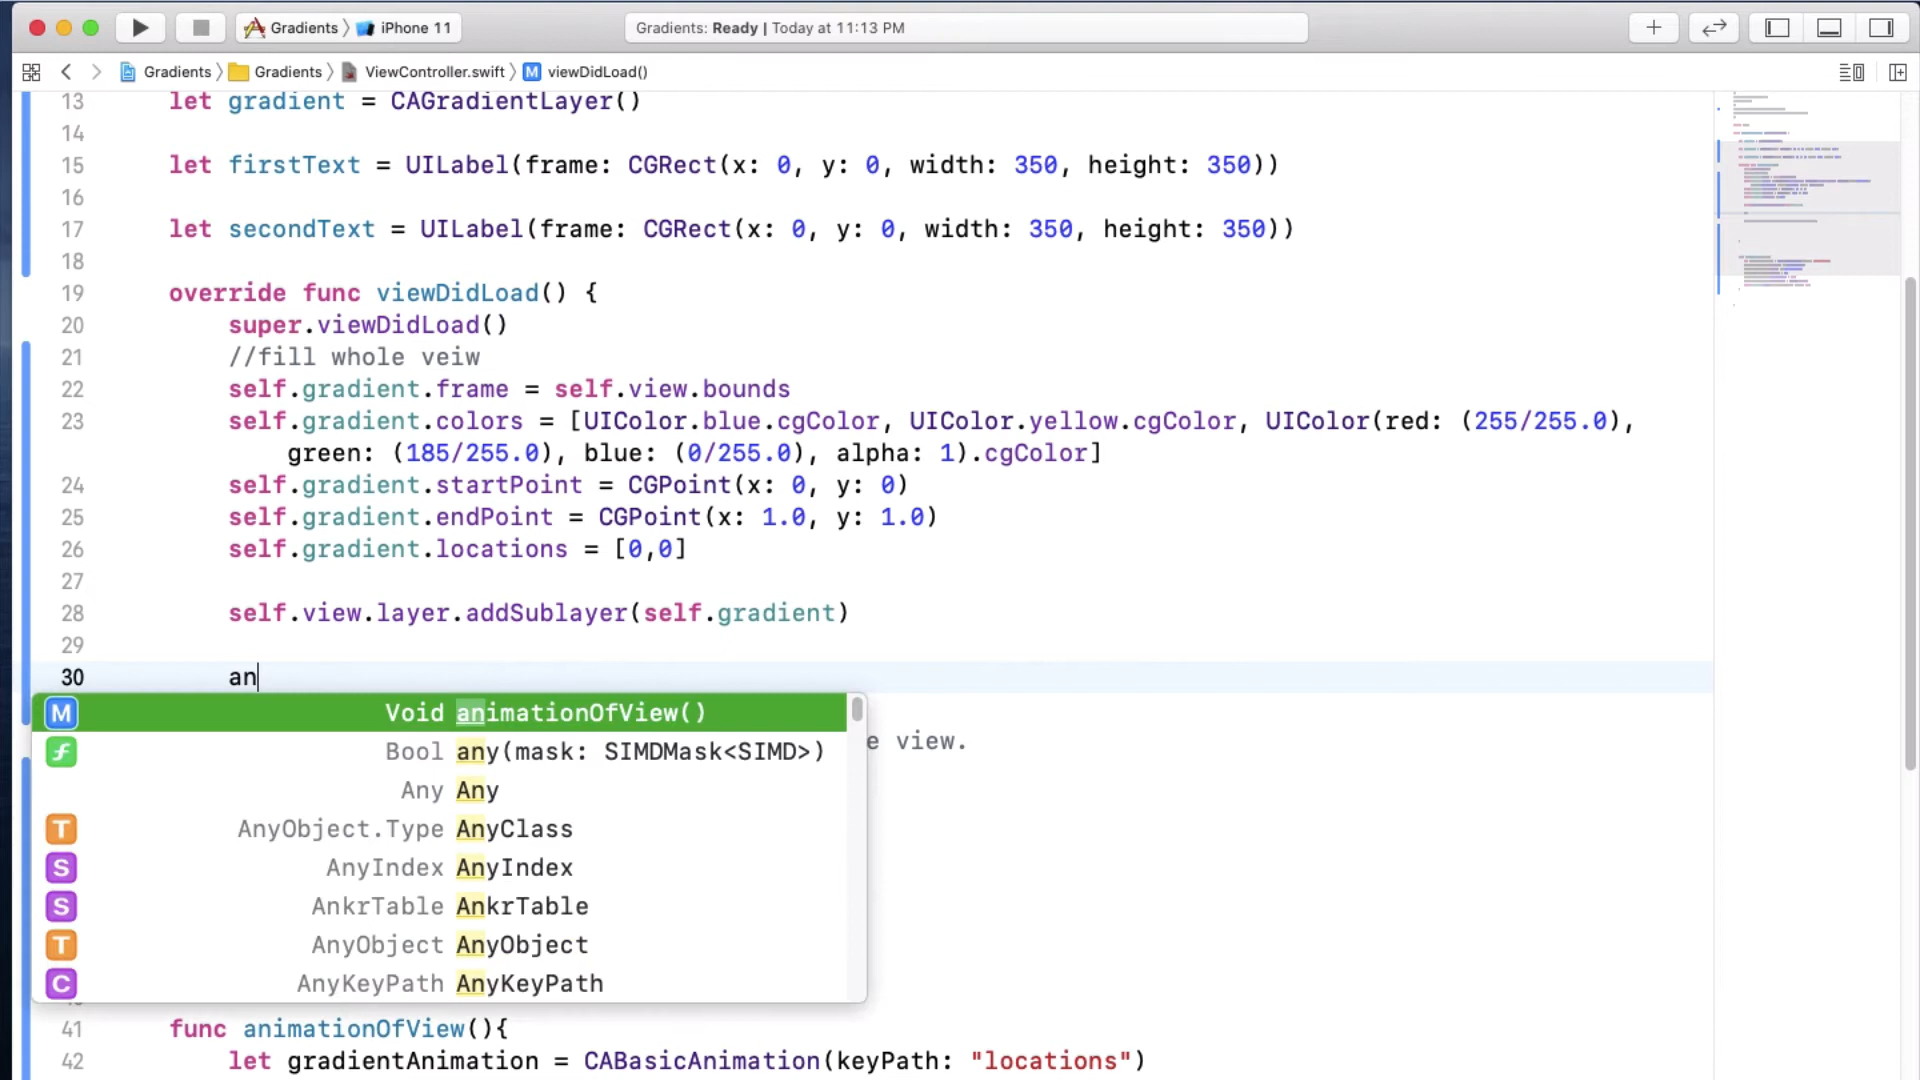 Gradients 〉 iPhone 11
Gradients: Ready | Today at 11:13 PM
Gradients 〉 Gradients 〉 ViewController.swift 〉 M viewDidLoad()
13 let gradient = CAGradientLayer()
14
15 let firstText = UILabel(frame: CGRect(x: 0, y: 0, width: 350, height: 350))
16
17 let secondText = UILabel(frame: CGRect(x: 0, y: 0, width: 350, height: 350))
18
19 override func viewDidLoad() {
20 super.viewDidLoad()
21 //fill whole veiw
22 self.gradient.frame = self.view.bounds
23 self.gradient.colors = [UIColor.blue.cgColor, UIColor.yellow.cgColor, UIColor(red: (255/255.0),
green: (185/255.0), blue: (0/255.0), alpha: 1).cgColor]
24 self.gradient.startPoint = CGPoint(x: 0, y: 0)
25 self.gradient.endPoint = CGPoint(x: 1.0, y: 1.0)
26 self.gradient.locations = [0,0]
27
28 self.view.layer.addSublayer(self.gradient)
29
30 an
M Void animationOfView()
f Bool any(mask: SIMDMask<SIMD>)
e view.
Any Any
T AnyObject.Type AnyClass
S AnyIndex AnyIndex
S AnkrTable AnkrTable
T AnyObject AnyObject
C AnyKeyPath AnyKeyPath
41 func animationOfView(){
42 let gradientAnimation = CABasicAnimation(keyPath: "locations")